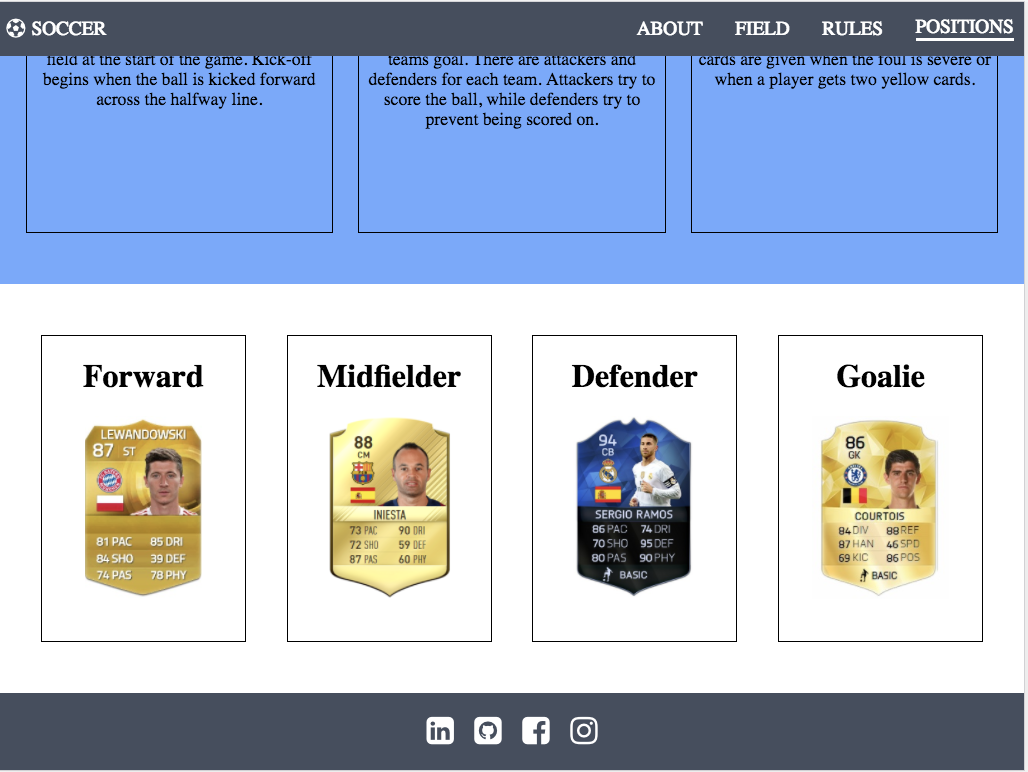 SOCCER ABOUT FIELD RULES POSITIONS
field at the start of the game. Kick-off
begins when the ball is kicked forward
across the halfway line.
teams goal. There are attackers and
defenders for each team. Attackers try to
score the ball, while defenders try to
prevent being scored on.
cards are given when the foul is severe or
when a player gets two yellow cards.
Forward
LEWANDOWSKI
87 ST
81 PAC 85 DRI
84 SHO 39 DEF
74 PAS 78 PHY
Midfielder
88
CM
INIESTA
73 PAC 90 DRI
72 SHO 59 DEF
87 PAS 60 PHY
Defender
94
CB
SERGIO RAMOS
86 PAC 74 DRI
70 SHO 95 DEF
80 PAS 90 PHY
BASIC
Goalie
86
GK
COURTOIS
84 DIV 88 REF
87 HAN 46 SPD
69 KIC 86 POS
BASIC
in